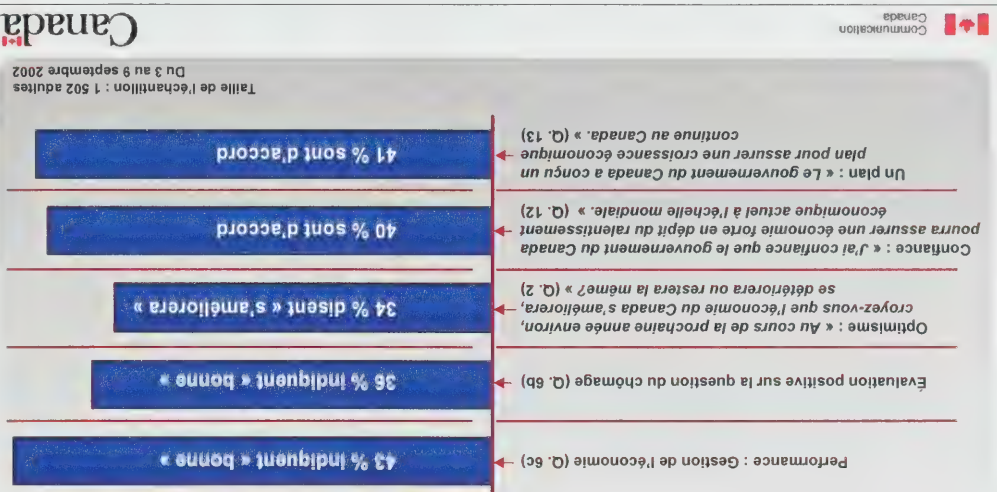 Performance : Gestion de l'économie (Q. 6c)
43 % indiquent « bonne »
Évaluation positive sur la question du chômage (Q. 6b)
36 % indiquent « bonne »
Optimisme : « Au cours de la prochaine année environ,
croyez-vous que l'économie du Canada s'améliorera,
se détériorera ou restera la même? » (Q. 2)
34 % disent « s'améliorera »
Confiance : « J'ai confiance que le gouvernement du Canada
pourra assurer une économie forte en dépit du ralentissement
économique actuel à l'échelle mondiale. » (Q. 12)
40 % sont d'accord
Un plan : « Le gouvernement du Canada a conçu un
plan pour assurer une croissance économique
continue au Canada. » (Q. 13)
41 % sont d'accord
Taille de l'échantillon : 1 502 adultes
Du 3 au 9 septembre 2002
Communication
Canada
Canada